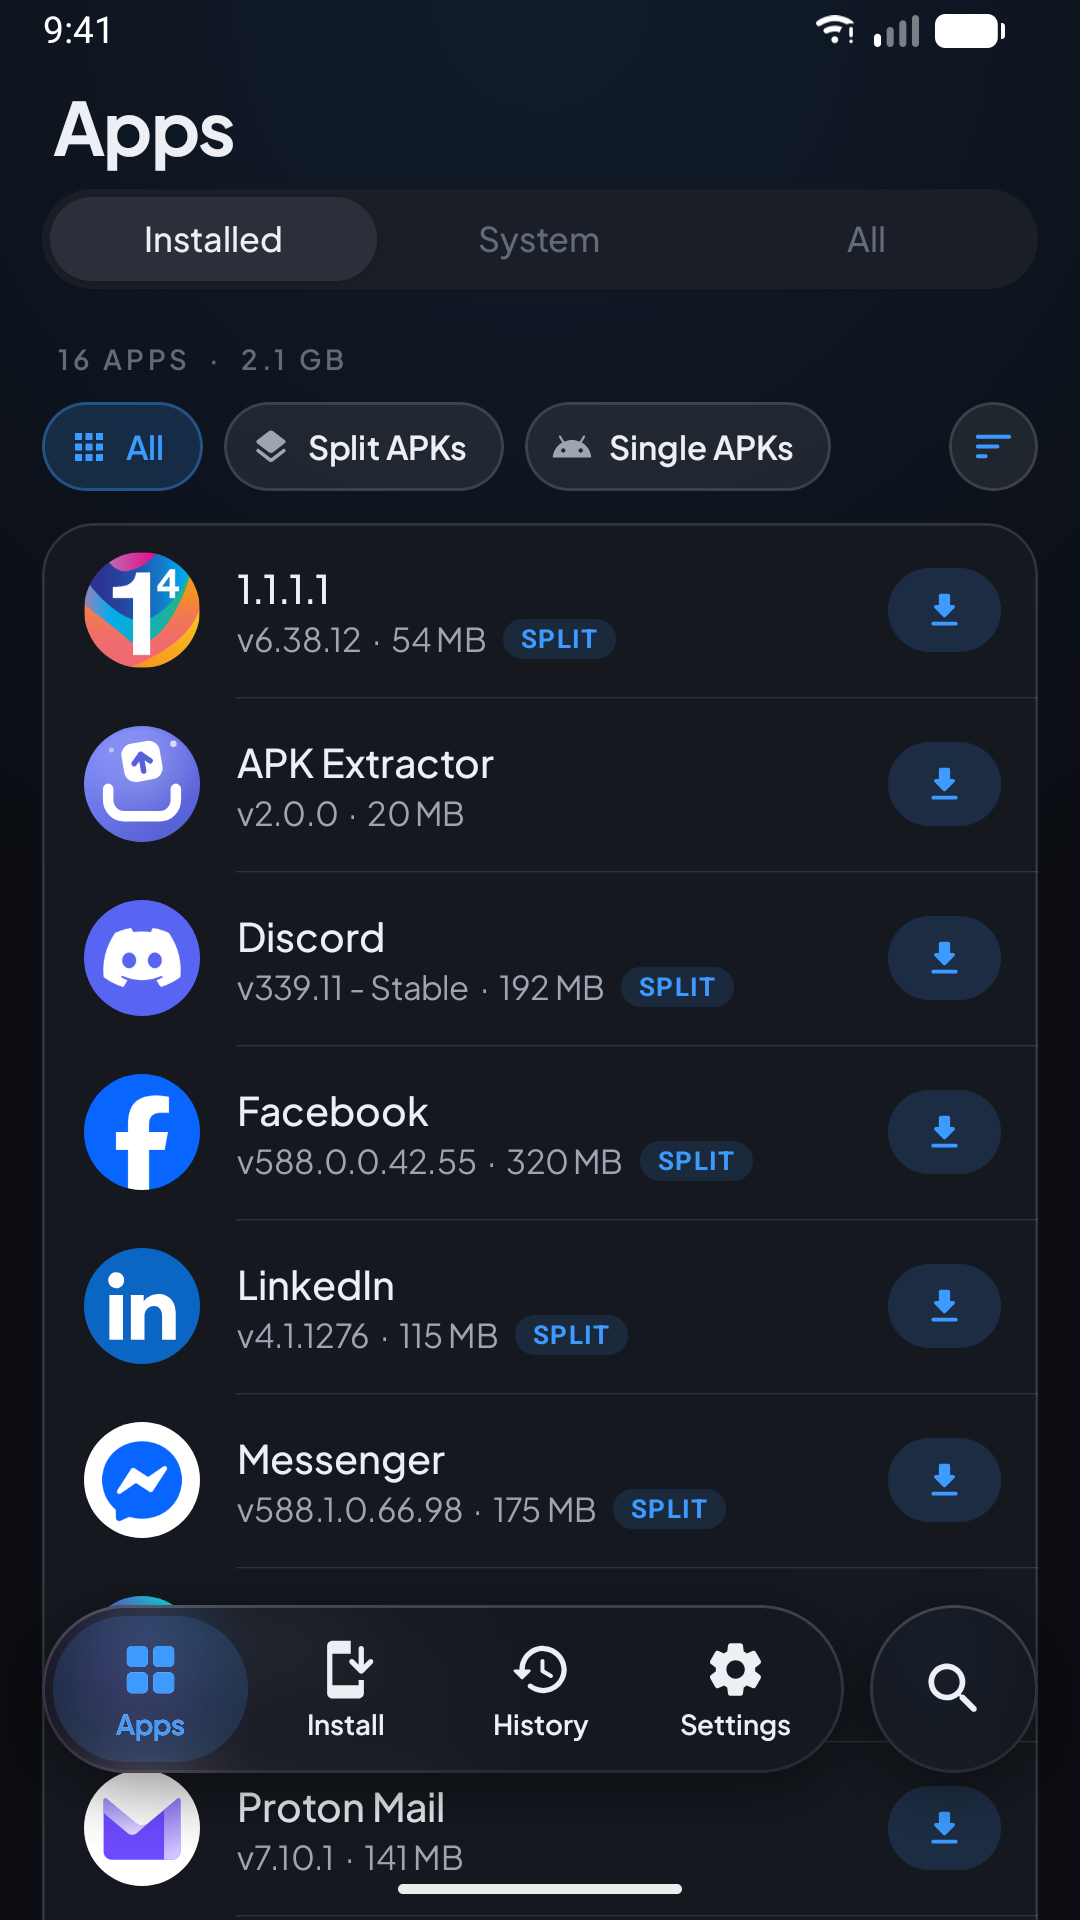 9:41
Apps
Installed System All
16 APPS · 2.1 GB
All Split APKs Single APKs
1.1.1.1
v6.38.12 · 54 MB SPLIT
APK Extractor
v2.0.0 · 20 MB
Discord
v339.11 - Stable · 192 MB SPLIT
Facebook
v588.0.0.42.55 · 320 MB SPLIT
LinkedIn
v4.1.1276 · 115 MB SPLIT
Messenger
v588.1.0.66.98 · 175 MB SPLIT
Apps Install History Settings
Proton Mail
v7.10.1 · 141 MB